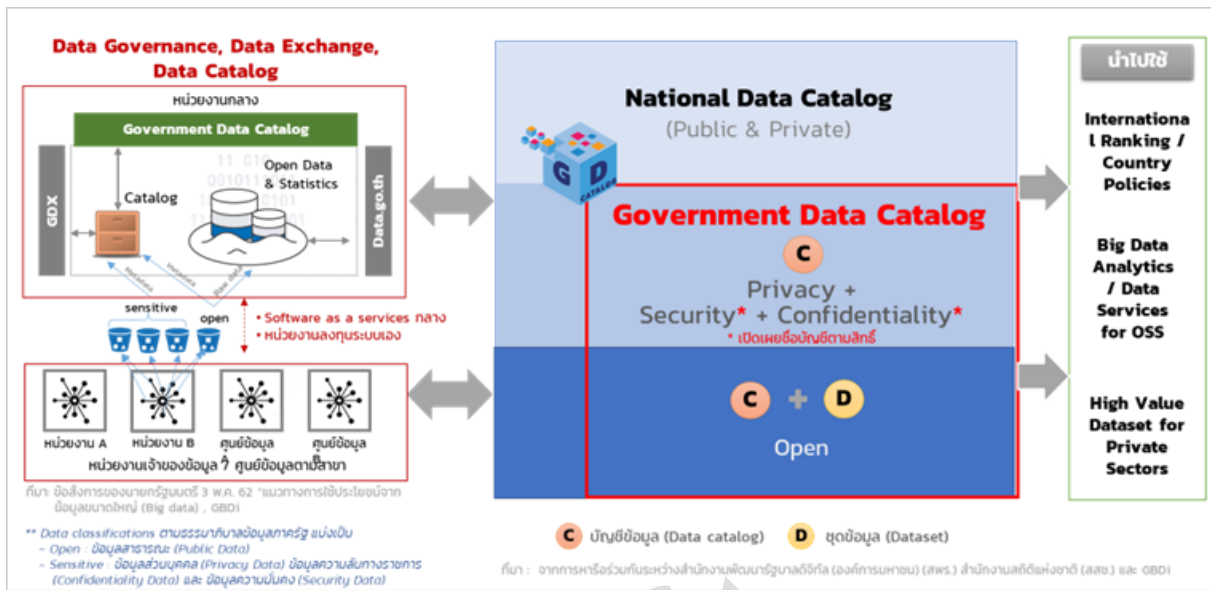 Data Governance, Data Exchange,
Data Catalog
หน่วยงานกลาง
Government Data Catalog
GDX
Catalog
Open Data
& Statistics
Data.go.th
Metadata
Metadata
Raw data
sensitive
open
• Software as a services กลาง
• หน่วยงานลงทุนระบบเอง
หน่วยงาน A
หน่วยงาน B
ศูนย์ข้อมูล
A
ศูนย์ข้อมูล
B
หน่วยงานเจ้าของข้อมูล 7 ศูนย์ข้อมูลตามสาขา
ที่มา: ข้อสั่งการของนายกรัฐมนตรี 3 พ.ค. 62 "แนวทางการใช้ประโยชน์จาก
ข้อมูลขนาดใหญ่ (Big data) , GBDi
** Data classifications ตามธรรมาภิบาลข้อมูลภาครัฐ แบ่งเป็น
- Open : ข้อมูลสาธารณะ (Public Data)
- Sensitive : ข้อมูลส่วนบุคคล (Privacy Data) ข้อมูลความลับทางราชการ
(Confidentiality Data) และ ข้อมูลความมั่นคง (Security Data)
National Data Catalog
(Public & Private)
G D
CATALOG
Government Data Catalog
C
Privacy +
Security* + Confidentiality*
* เปิดเผยชื่อบัญชีตามสิทธิ์
C + D
Open
C บัญชีข้อมูล (Data catalog) D ชุดข้อมูล (Dataset)
ที่มา : จากการหารือร่วมกันระหว่างสำนักงานพัฒนารัฐบาลดิจิทัล (องค์การมหาชน) (สพร.) สำนักงานสถิติแห่งชาติ (สสช.) และ GBDi
นำไปใช้
Internationa
l Ranking /
Country
Policies
Big Data
Analytics
/ Data
Services
for OSS
High Value
Dataset for
Private
Sectors